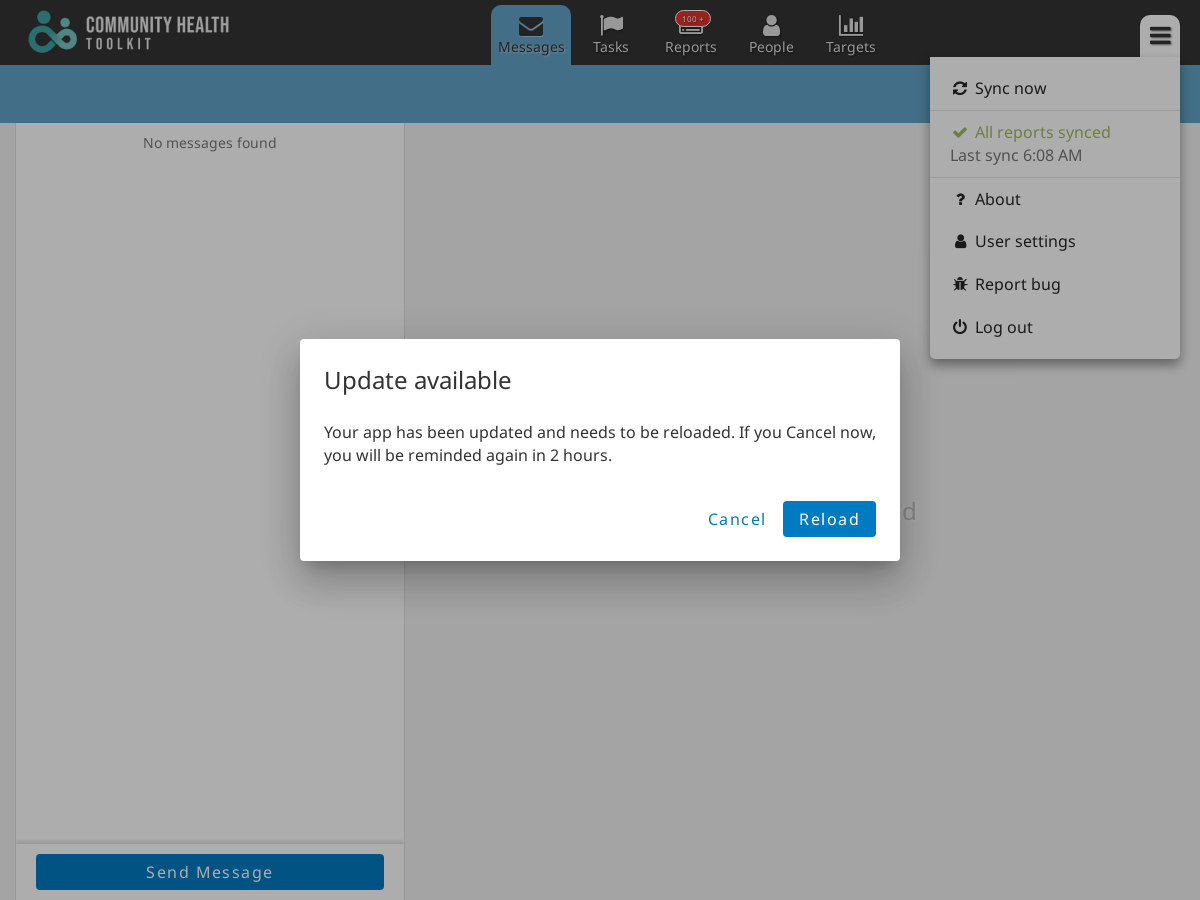 COMMUNITY HEALTH
TOOLKIT
Messages
Tasks
100 +
Reports
People
Targets
Sync now
All reports synced
Last sync 6:08 AM
About
User settings
Report bug
Log out
No messages found
Update available
Your app has been updated and needs to be reloaded. If you Cancel now,
you will be reminded again in 2 hours.
Cancel
Reload
Send Message